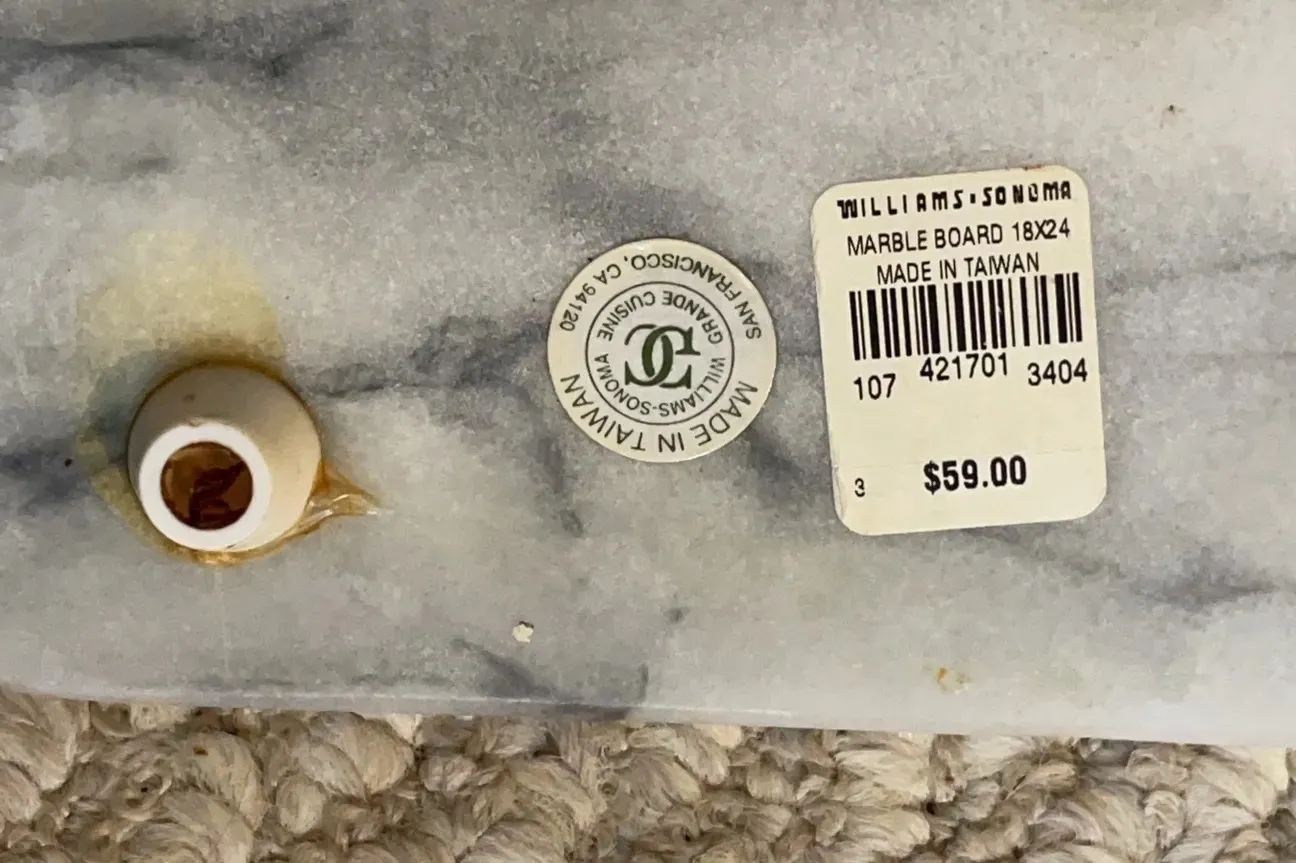 SAN FRANCISCO, CA 94120
GRANDE CUISINE
GC
WILLIAMS-SONOMA
MADE IN TAIWAN
WILLIAMS-SONOMA
MARBLE BOARD 18X24
MADE IN TAIWAN
107 421701 3404
3 $59.00